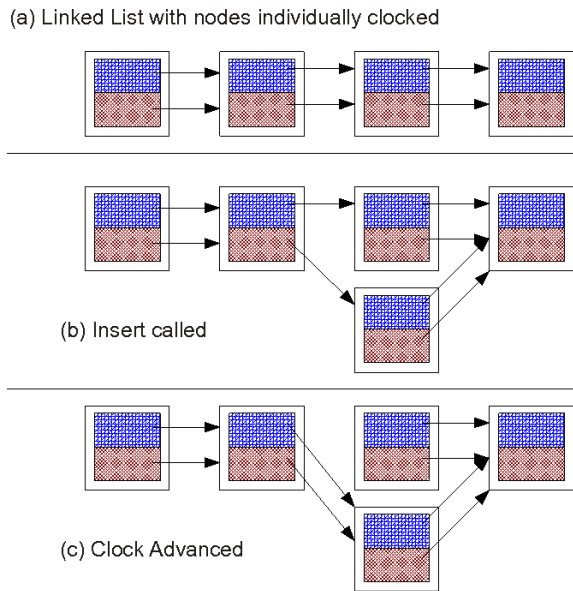 (a) Linked List with nodes individually clocked
(b) Insert called
(c) Clock Advanced